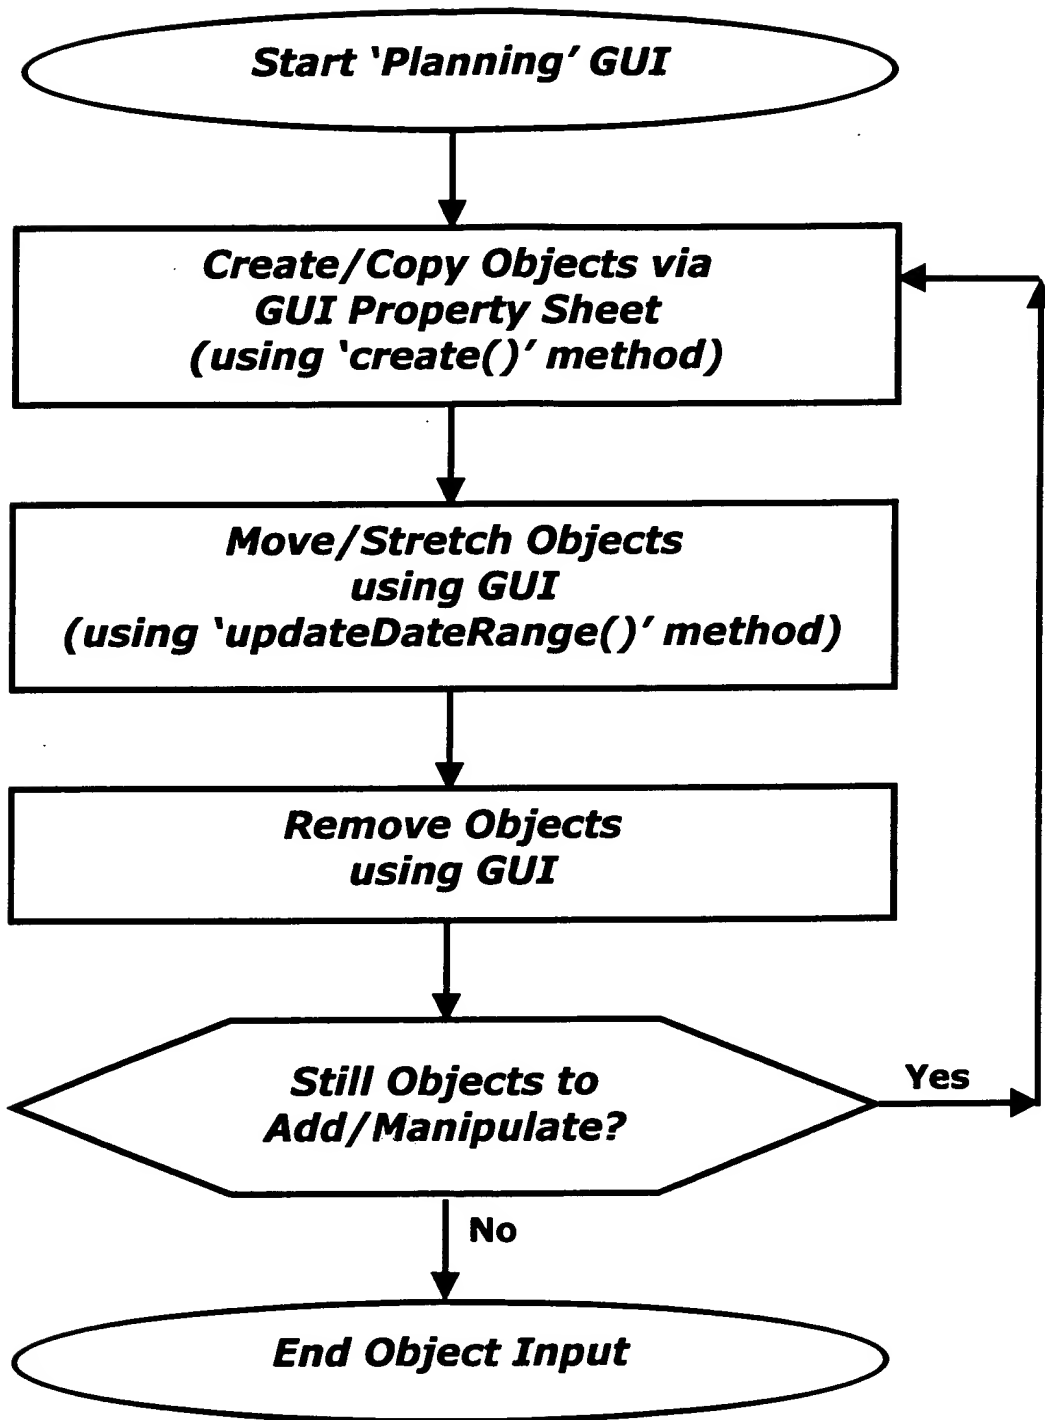 Start ‘Planning’ GUI
Create/Copy Objects via
GUI Property Sheet
(using ‘create()’ method)
Move/Stretch Objects
using GUI
(using ‘updateDateRange()’ method)
Remove Objects
using GUI
Still Objects to
Add/Manipulate?
Yes
No
End Object Input